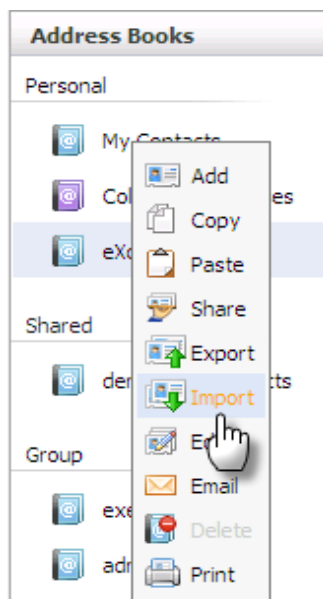 Address Books
Personal
My Contacts
Add
Copy
Paste
Share
Export
Import
Email
Delete
Print
Shared
Group